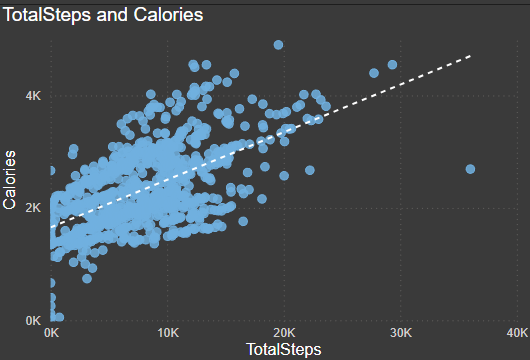 TotalSteps and Calories
4K
Calories
2K
0K
0K 10K 20K 30K 40K
TotalSteps